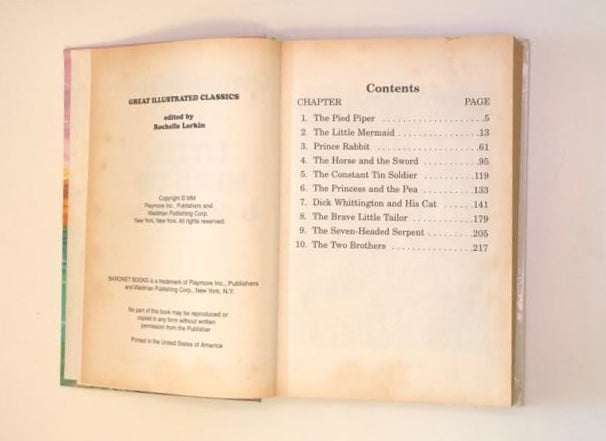 GREAT ILLUSTRATED CLASSICS
edited by
Rochelle Larkin
Copyright © MM
Playmore Inc., Publishers and
Waldman Publishing Corp.
New York, New York. All rights reserved.
BARONET BOOKS is a trademark of Playmore Inc., Publishers
and Waldman Publishing Corp., New York, N.Y.
No part of this book may be reproduced or
copied in any form without written
permission from the Publisher
Printed in the United States of America
Contents
CHAPTER PAGE
1. The Pied Piper ..................5
2. The Little Mermaid ..............13
3. Prince Rabbit ..................61
4. The Horse and the Sword ..........95
5. The Constant Tin Soldier ..........119
6. The Princess and the Pea ..........133
7. Dick Whittington and His Cat ......141
8. The Brave Little Tailor ............179
9. The Seven-Headed Serpent .........205
10. The Two Brothers ...............217